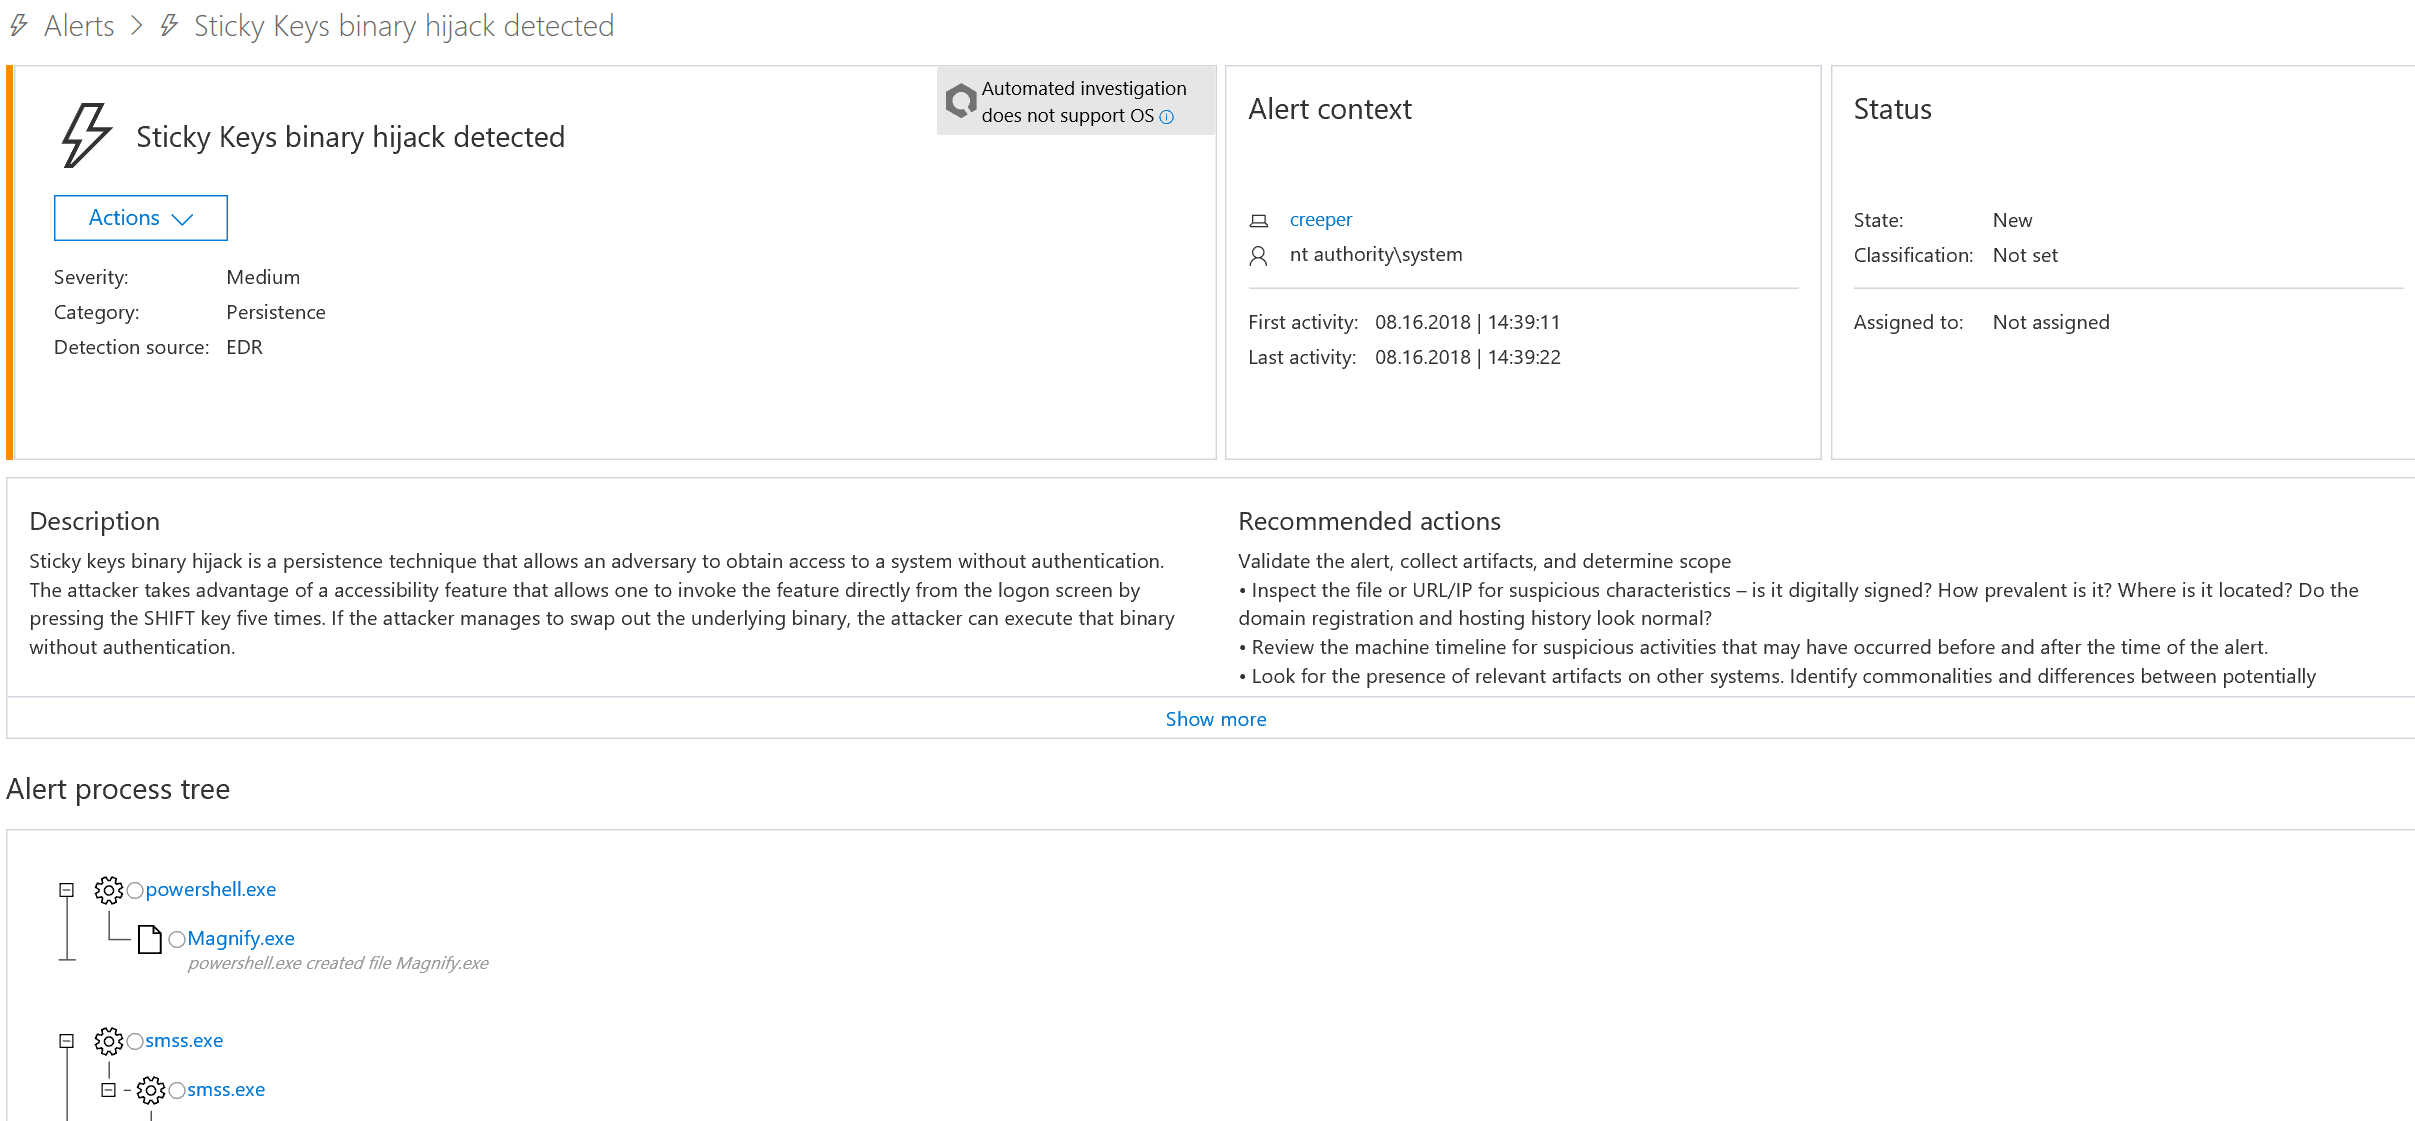 Alerts > Sticky Keys binary hijack detected
Automated investigation
does not support OS
Sticky Keys binary hijack detected
Actions
Severity: Medium
Category: Persistence
Detection source: EDR
Alert context
creeper
nt authority\system
First activity: 08.16.2018 | 14:39:11
Last activity: 08.16.2018 | 14:39:22
Status
State: New
Classification: Not set
Assigned to: Not assigned
Description
Sticky keys binary hijack is a persistence technique that allows an adversary to obtain access to a system without authentication.
The attacker takes advantage of a accessibility feature that allows one to invoke the feature directly from the logon screen by
pressing the SHIFT key five times. If the attacker manages to swap out the underlying binary, the attacker can execute that binary
without authentication.
Recommended actions
Validate the alert, collect artifacts, and determine scope
• Inspect the file or URL/IP for suspicious characteristics – is it digitally signed? How prevalent is it? Where is it located? Do the
domain registration and hosting history look normal?
• Review the machine timeline for suspicious activities that may have occurred before and after the time of the alert.
• Look for the presence of relevant artifacts on other systems. Identify commonalities and differences between potentially
Show more
Alert process tree
powershell.exe
Magnify.exe
powershell.exe created file Magnify.exe
smss.exe
smss.exe